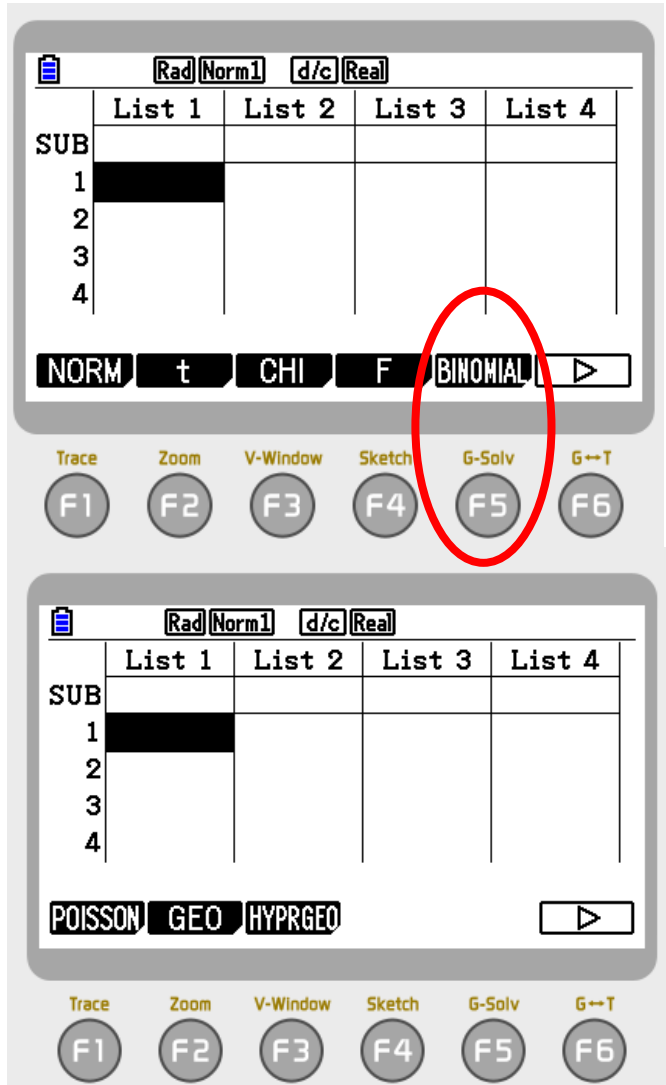 Rad Norm1 d/c Real
List 1 List 2 List 3 List 4
SUB
1
2
3
4
NORM t CHI F BINOMIAL ▷
Trace Zoom V-Window Sketch G-Solv G↔T
F1 F2 F3 F4 F5 F6
Rad Norm1 d/c Real
List 1 List 2 List 3 List 4
SUB
1
2
3
4
POISSON GEO HYPRGEO ▷
Trace Zoom V-Window Sketch G-Solv G↔T
F1 F2 F3 F4 F5 F6